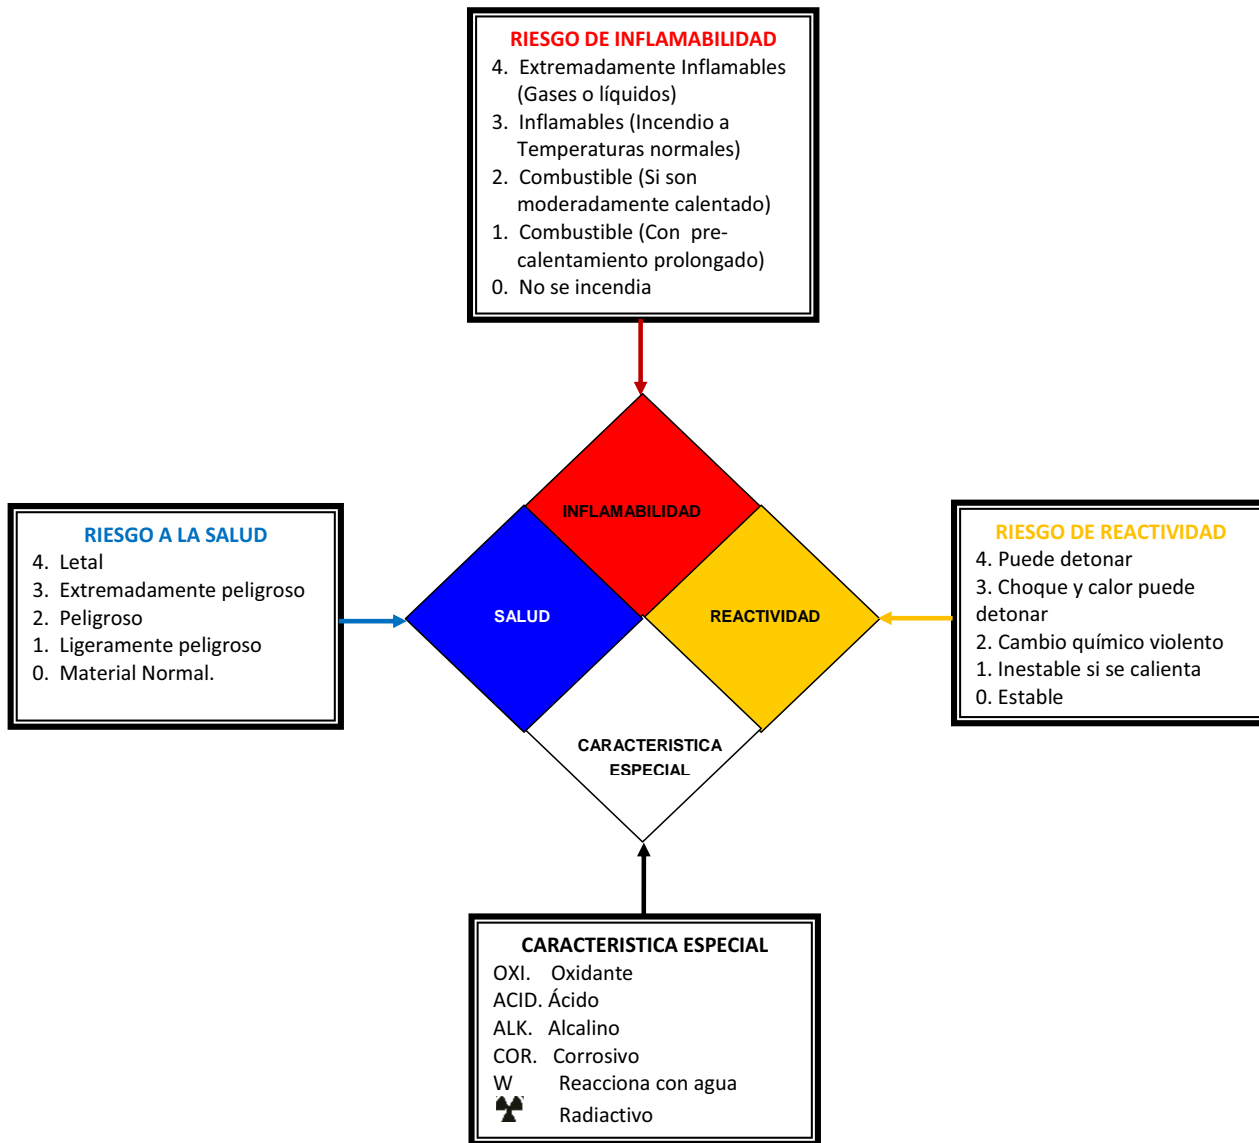 RIESGO DE INFLAMABILIDAD
4. Extremadamente Inflamables
(Gases o líquidos)
3. Inflamables (Incendio a
Temperaturas normales)
2. Combustible (Si son
moderadamente calentado)
1. Combustible (Con pre-
calentamiento prolongado)
0. No se incendia
INFLAMABILIDAD
RIESGO A LA SALUD
4. Letal
3. Extremadamente peligroso
2. Peligroso
1. Ligeramente peligroso
0. Material Normal.
SALUD
REACTIVIDAD
RIESGO DE REACTIVIDAD
4. Puede detonar
3. Choque y calor puede
detonar
2. Cambio químico violento
1. Inestable si se calienta
0. Estable
CARACTERISTICA
ESPECIAL
CARACTERISTICA ESPECIAL
OXI. Oxidante
ACID. Ácido
ALK. Alcalino
COR. Corrosivo
W Reacciona con agua
Radiactivo